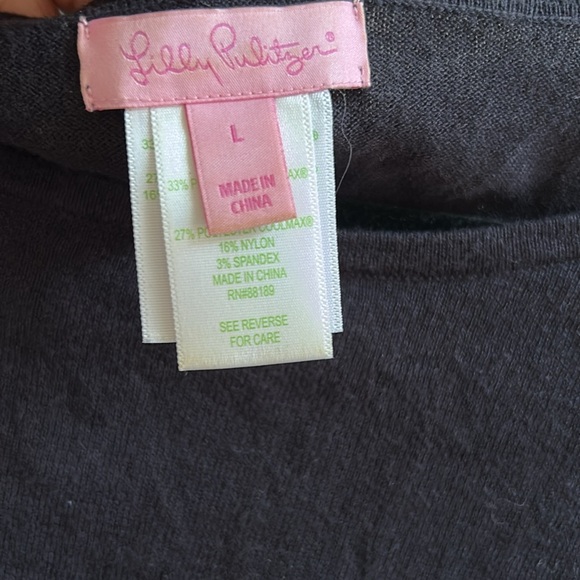 Lilly Pulitzer®
L
MADE IN
CHINA
33%
27% POLYESTER COOLMAX®
16% NYLON
3% SPANDEX
MADE IN CHINA
RN#88189
SEE REVERSE
FOR CARE